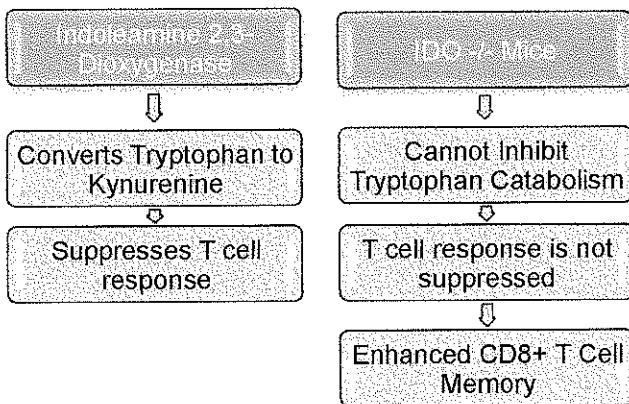 Indoleamino 2,3-
Dioxygenase
Converts Tryptophan to
Kynurenine
Suppresses T cell
response
IDO -/- Mice
Cannot Inhibit
Tryptophan Catabolism
T cell response is not
suppressed
Enhanced CD8+ T Cell
Memory